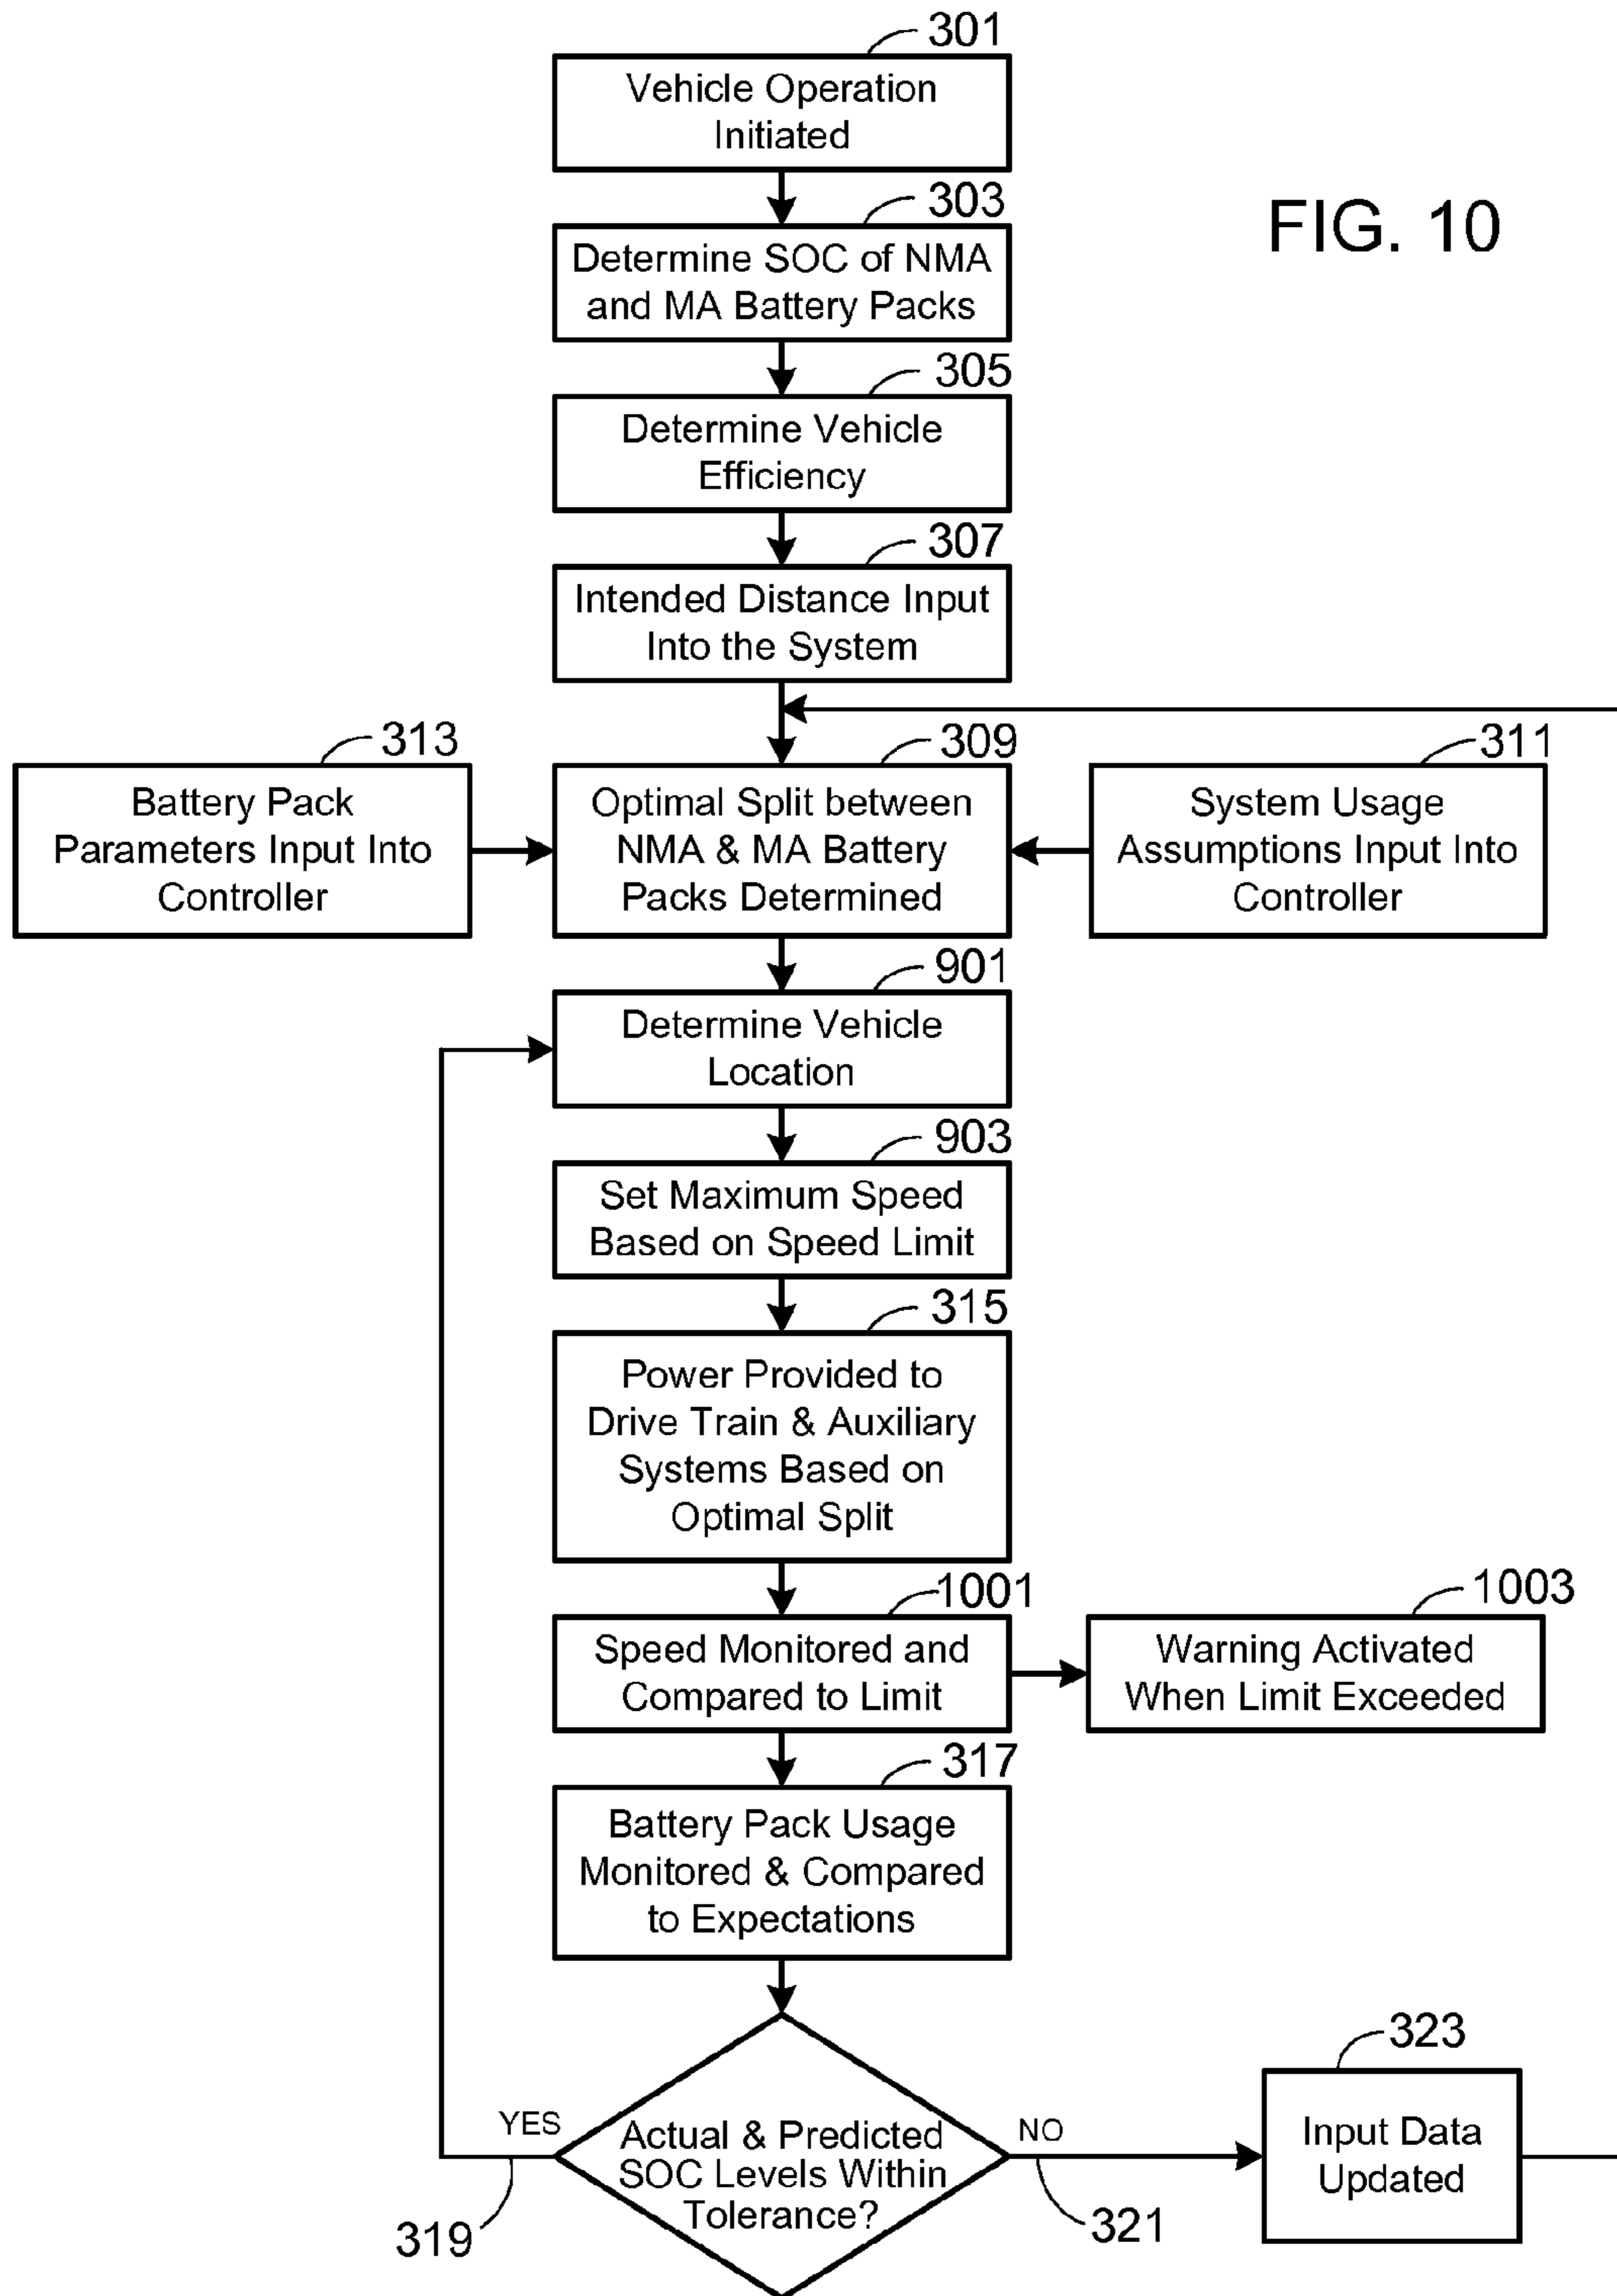 301
Vehicle Operation
Initiated
FIG. 10
303
Determine SOC of NMA
and MA Battery Packs
305
Determine Vehicle
Efficiency
307
Intended Distance Input
Into the System
313
Battery Pack
Parameters Input Into
Controller
309
Optimal Split between
NMA & MA Battery
Packs Determined
311
System Usage
Assumptions Input Into
Controller
901
Determine Vehicle
Location
903
Set Maximum Speed
Based on Speed Limit
315
Power Provided to
Drive Train & Auxiliary
Systems Based on
Optimal Split
1001
Speed Monitored and
Compared to Limit
1003
Warning Activated
When Limit Exceeded
317
Battery Pack Usage
Monitored & Compared
to Expectations
YES
Actual & Predicted
SOC Levels Within
Tolerance?
NO
319
321
323
Input Data
Updated